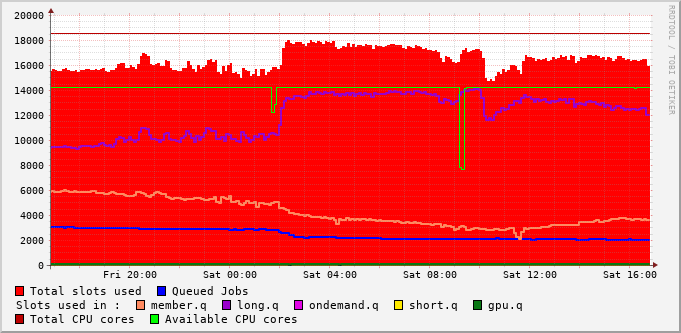 20000
18000
16000
14000
12000
10000
8000
6000
4000
2000
0
Fri 20:00 Sat 00:00 Sat 04:00 Sat 08:00 Sat 12:00 Sat 16:00
RRDTOOL / TOBI OETIKER
Total slots used Queued Jobs
Slots used in : member.q long.q ondemand.q short.q gpu.q
Total CPU cores
Available CPU cores